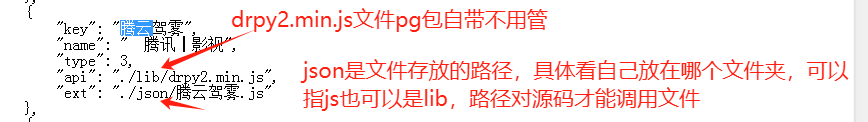 {
"key": "腾云驾雾",
"name": " 腾讯┃影视",
"type": 3,
"api": "./lib/drpy2.min.js",
"ext": "./json/腾云驾雾.js"
},
{
drpy2.min.js文件pg包自带不用管
json是文件存放的路径，具体看自己放在哪个文件夹，可以
指js也可以是lib，路径对源码才能调用文件